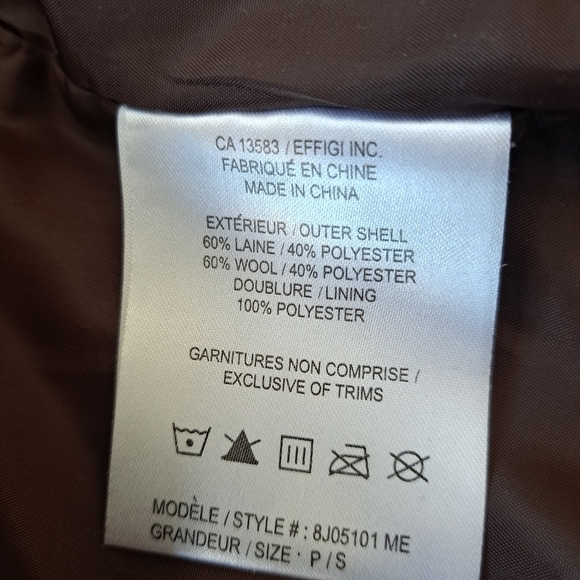 CA 13583 / EFFIGI INC.
FABRIQUÉ EN CHINE
MADE IN CHINA
EXTÉRIEUR / OUTER SHELL
60% LAINE / 40% POLYESTER
60% WOOL / 40% POLYESTER
DOUBLURE / LINING
100% POLYESTER
GARNITURES NON COMPRISE /
EXCLUSIVE OF TRIMS
MODÈLE / STYLE # : 8J05101 ME
GRANDEUR / SIZE : P / S